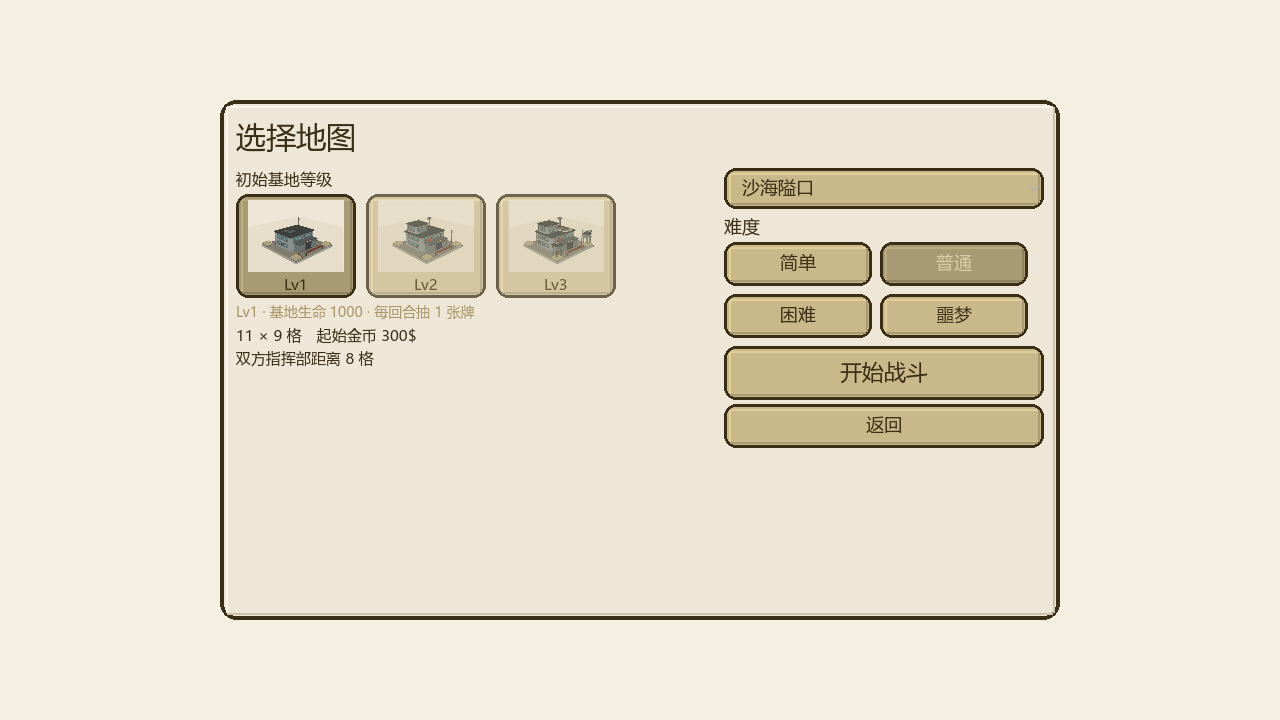 选择地图
初始基地等级
Lv1
Lv2
Lv3
Lv1 · 基地生命 1000 · 每回合抽 1 张牌
11 × 9 格 起始金币 300$
双方指挥部距离 8 格
沙海隘口
难度
简单
普通
困难
噩梦
开始战斗
返回